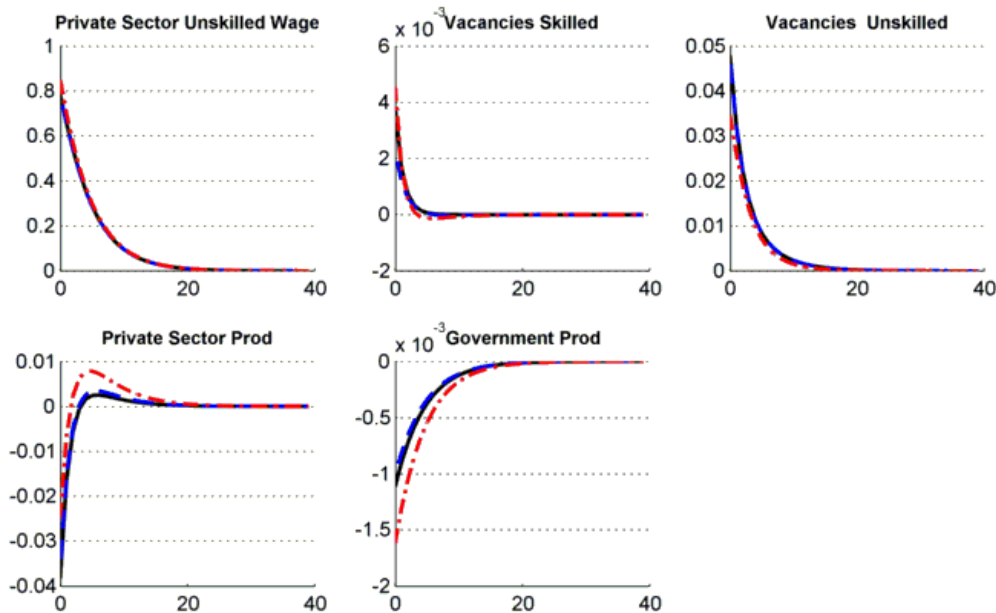 Private Sector Unskilled Wage
1
0.8
0.6
0.4
0.2
0
0 20 40
x 10^-3
Vacancies Skilled
6
4
2
0
-2
0 20 40
Vacancies Unskilled
0.05
0.04
0.03
0.02
0.01
0
0 20 40
Private Sector Prod
0.01
0
-0.01
-0.02
-0.03
-0.04
0 20 40
x 10^-3
Government Prod
0
-0.5
-1
-1.5
-2
0 20 40